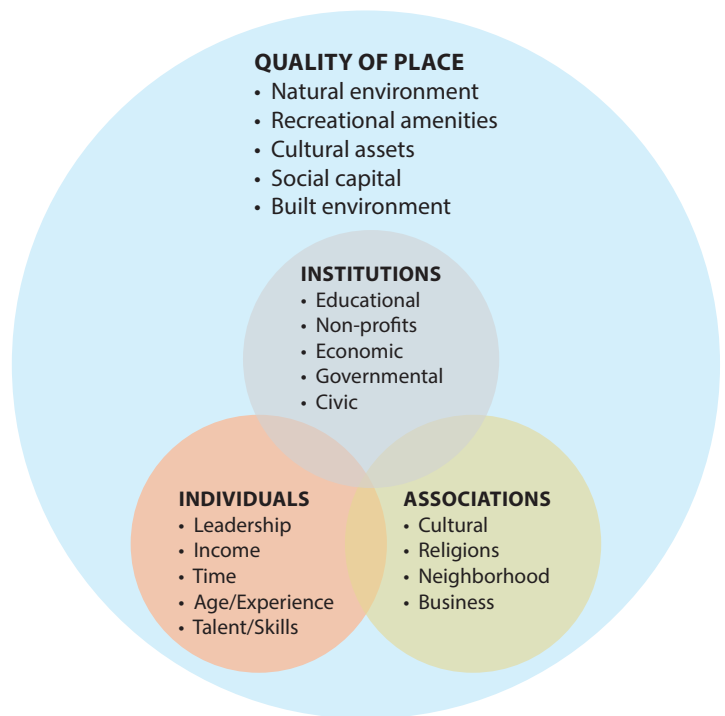 QUALITY OF PLACE
• Natural environment
• Recreational amenities
• Cultural assets
• Social capital
• Built environment
INSTITUTIONS
• Educational
• Non-profits
• Economic
• Governmental
• Civic
INDIVIDUALS
• Leadership
• Income
• Time
• Age/Experience
• Talent/Skills
ASSOCIATIONS
• Cultural
• Religions
• Neighborhood
• Business